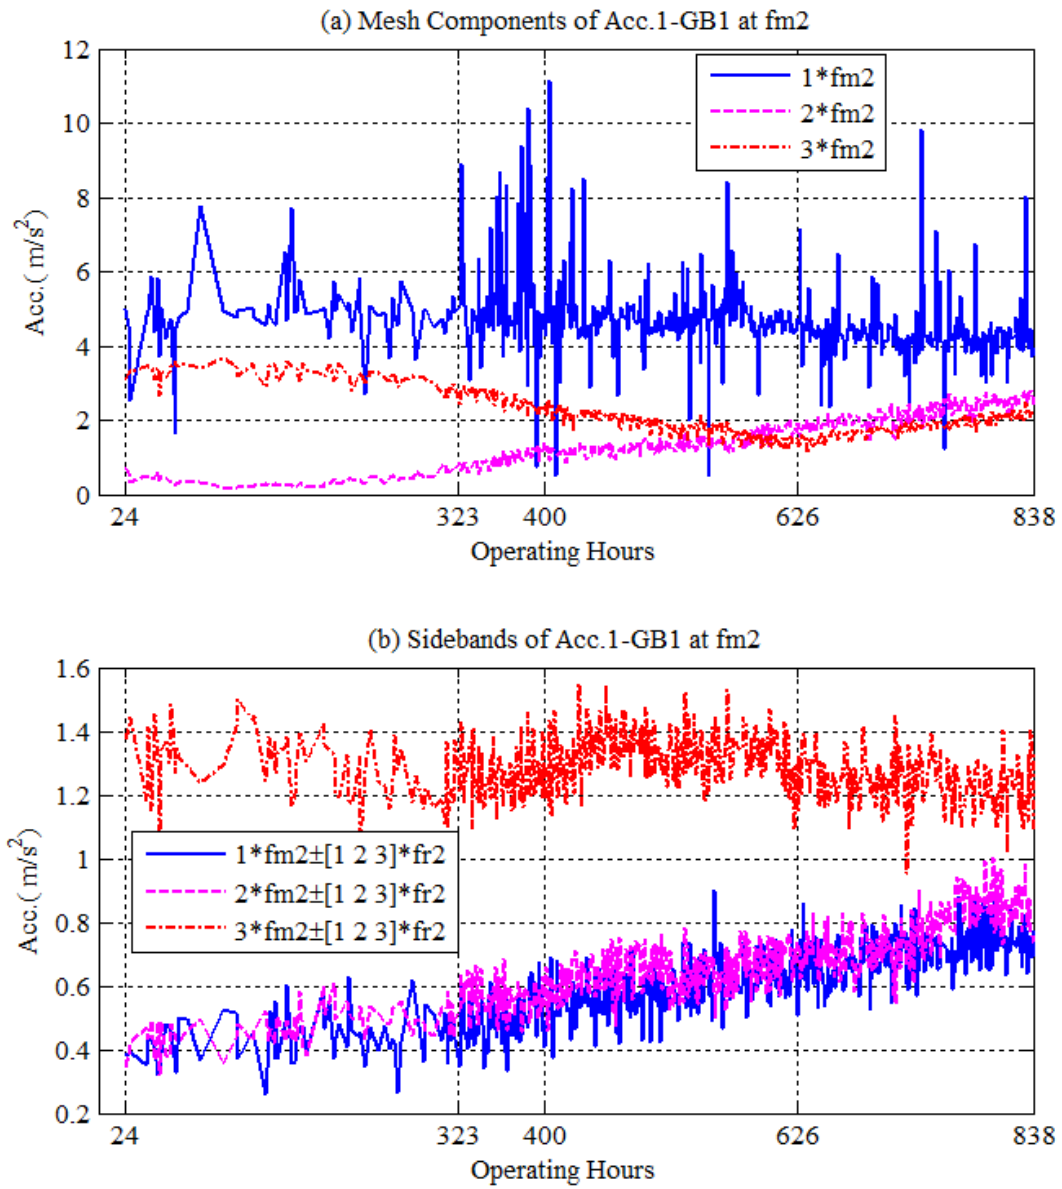 (a) Mesh Components of Acc.1-GB1 at fm2
12
10
8
6
4
2
0
Acc.( m/s²)
1*fm2
2*fm2
3*fm2
24 323 400 626 838
Operating Hours
(b) Sidebands of Acc.1-GB1 at fm2
1.6
1.4
1.2
1
0.8
0.6
0.4
0.2
Acc.( m/s²)
1*fm2±[1 2 3]*fr2
2*fm2±[1 2 3]*fr2
3*fm2±[1 2 3]*fr2
24 323 400 626 838
Operating Hours